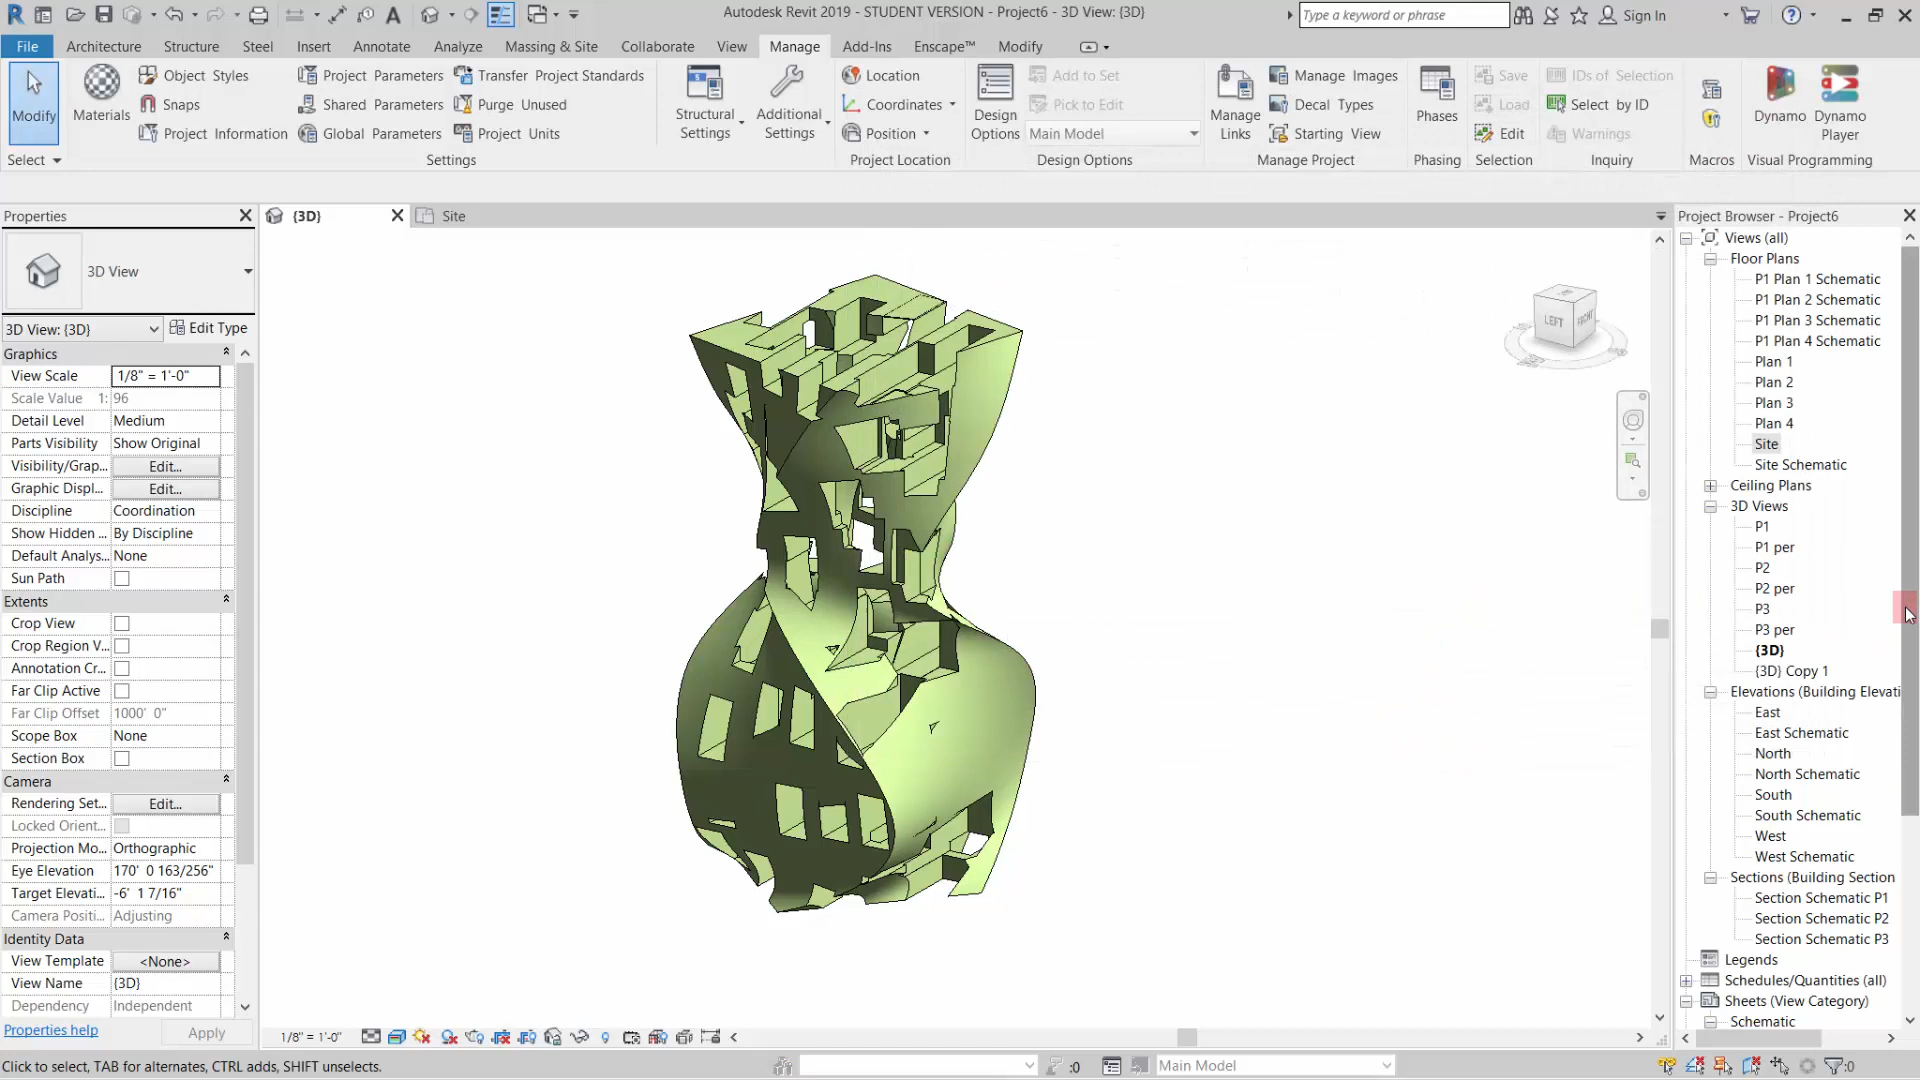 Autodesk Revit 2019 - STUDENT VERSION - Project6 - 3D View: {3D}
Type a keyword or phrase
Sign In
File Architecture Structure Steel Insert Annotate Analyze Massing & Site Collaborate View Manage Add-Ins Enscape™ Modify
Modify
Select
Materials
Object Styles
Snaps
Project Information
Project Parameters
Shared Parameters
Global Parameters
Transfer Project Standards
Purge Unused
Project Units
Settings
Structural Settings
Additional Settings
Location
Coordinates
Position
Project Location
Design Options
Add to Set
Pick to Edit
Main Model
Design Options
Manage Links
Manage Images
Decal Types
Starting View
Manage Project
Phases
Phasing
Save
Load
Edit
Selection
IDs of Selection
Select by ID
Warnings
Inquiry
Macros
Dynamo
Dynamo Player
Visual Programming
Properties
3D View
3D View: {3D}
Edit Type
Graphics
View Scale 1/8" = 1'-0"
Scale Value 1: 96
Detail Level Medium
Parts Visibility Show Original
Visibility/Grap... Edit...
Graphic Displ... Edit...
Discipline Coordination
Show Hidden ... By Discipline
Default Analys... None
Sun Path
Extents
Crop View
Crop Region V...
Annotation Cr...
Far Clip Active
Far Clip Offset 1000' 0"
Scope Box None
Section Box
Camera
Rendering Set... Edit...
Locked Orient...
Projection Mo... Orthographic
Eye Elevation 170' 0 163/256"
Target Elevati... -6' 1 7/16"
Camera Positi... Adjusting
Identity Data
View Template <None>
View Name {3D}
Dependency Independent
Properties help
Apply
{3D}
Site
LEFT
FRONT
1/8" = 1'-0"
Project Browser - Project6
Views (all)
Floor Plans
P1 Plan 1 Schematic
P1 Plan 2 Schematic
P1 Plan 3 Schematic
P1 Plan 4 Schematic
Plan 1
Plan 2
Plan 3
Plan 4
Site
Site Schematic
Ceiling Plans
3D Views
P1
P1 per
P2
P2 per
P3
P3 per
{3D}
{3D} Copy 1
Elevations (Building Elevati
East
East Schematic
North
North Schematic
South
South Schematic
West
West Schematic
Sections (Building Section
Section Schematic P1
Section Schematic P2
Section Schematic P3
Legends
Schedules/Quantities (all)
Sheets (View Category)
Schematic
Click to select, TAB for alternates, CTRL adds, SHIFT unselects.
:0
Main Model
:0